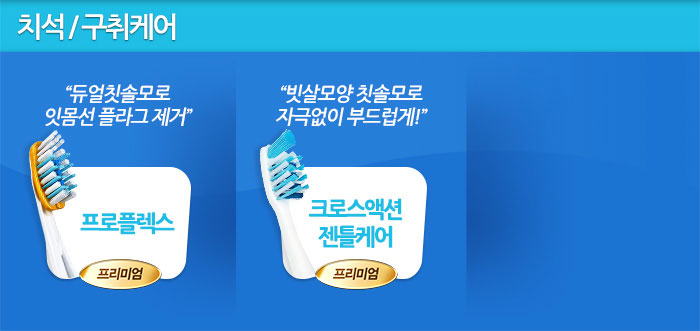 치석 / 구취케어
“듀얼칫솔모로
잇몸선 플라그 제거”
프로플렉스
프리미엄
“빗살모양 칫솔모로
자극없이 부드럽게!”
크로스액션
젠틀케어
프리미엄